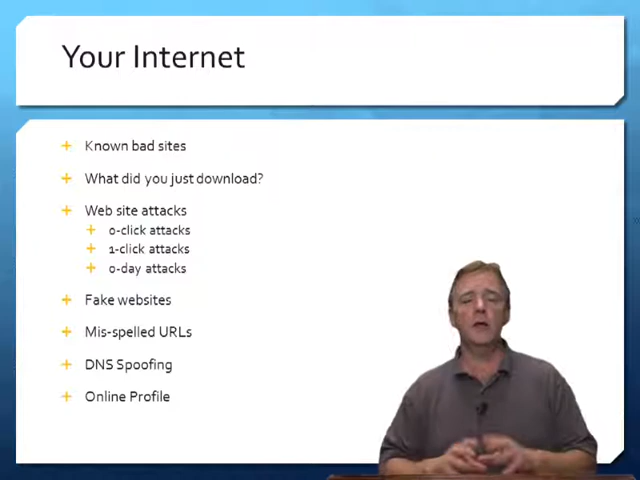 Your Internet
Known bad sites
What did you just download?
Web site attacks
0-click attacks
1-click attacks
0-day attacks
Fake websites
Mis-spelled URLs
DNS Spoofing
Online Profile